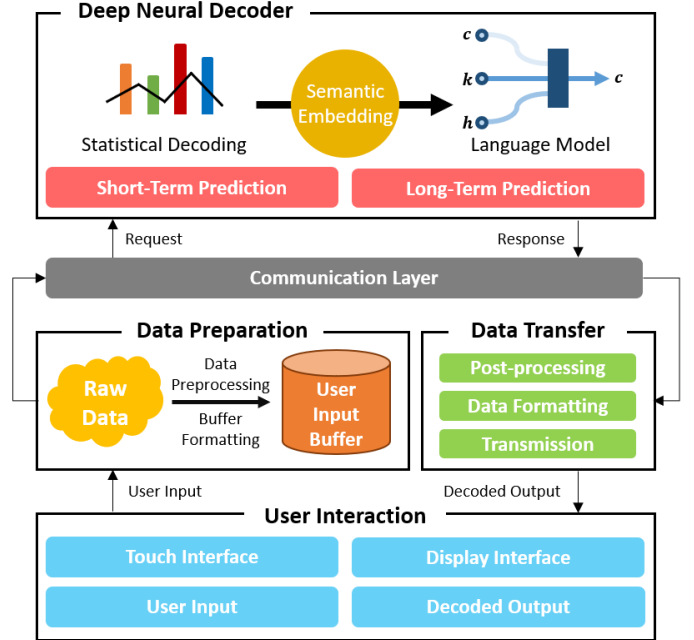 Deep Neural Decoder
c
k
h
c
Semantic
Embedding
Statistical Decoding
Language Model
Short-Term Prediction
Long-Term Prediction
Request
Response
Communication Layer
Data Preparation
Data Transfer
Raw
Data
Data
Preprocessing
Buffer
Formatting
User
Input
Buffer
Post-processing
Data Formatting
Transmission
User Input
Decoded Output
User Interaction
Touch Interface
Display Interface
User Input
Decoded Output